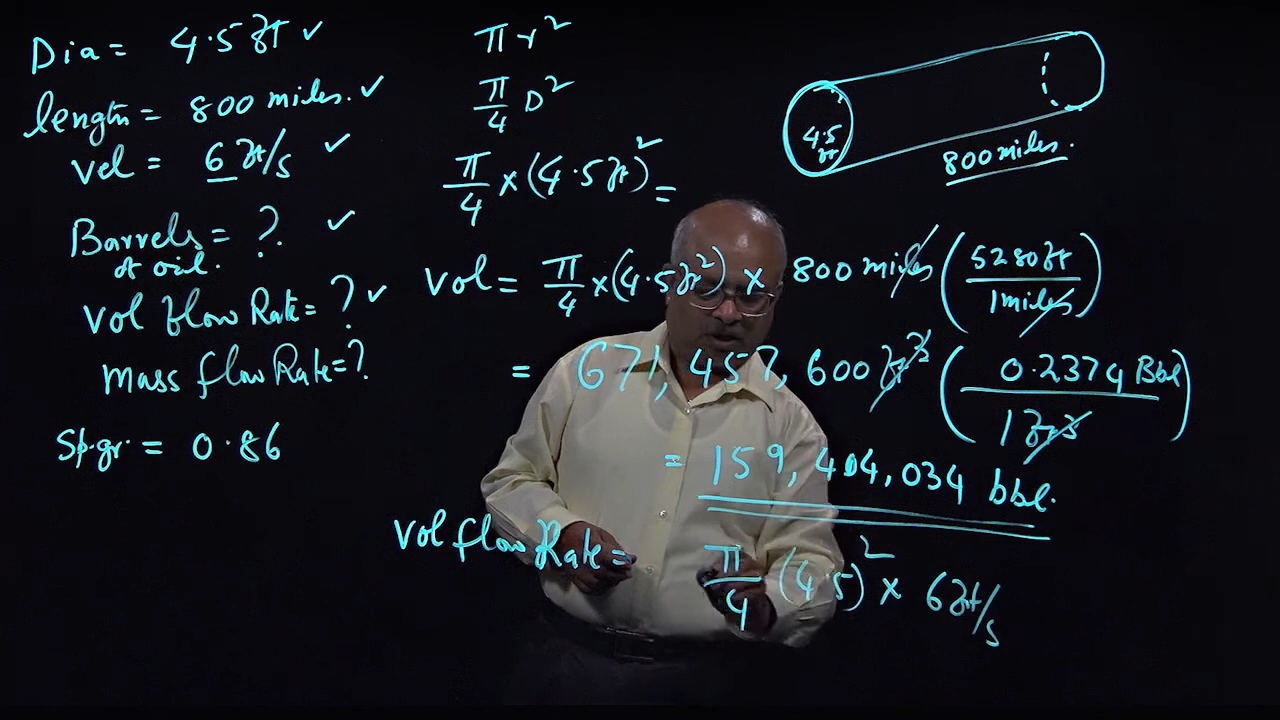 Dia = 4.5 ft ✓
length = 800 miles. ✓
vel = 6 ft/s ✓
Barrels = ? ✓
of oil.
Vol flow Rate = ? ✓
Mass flow Rate = ?
Sp.gr. = 0.86
πr²
π/4 D²
π/4 × (4.5 ft)² =
4.5 ft
800 miles.
Vol = π/4 × (4.5 ft²) × 800 miles (5280 ft / 1 miles)
= 671,457,600 ft³ (0.2374 Bbl / 1 ft³)
= 159,404,034 bbl.
Vol flow Rate = π/4 (4.5)² × 6 ft/s